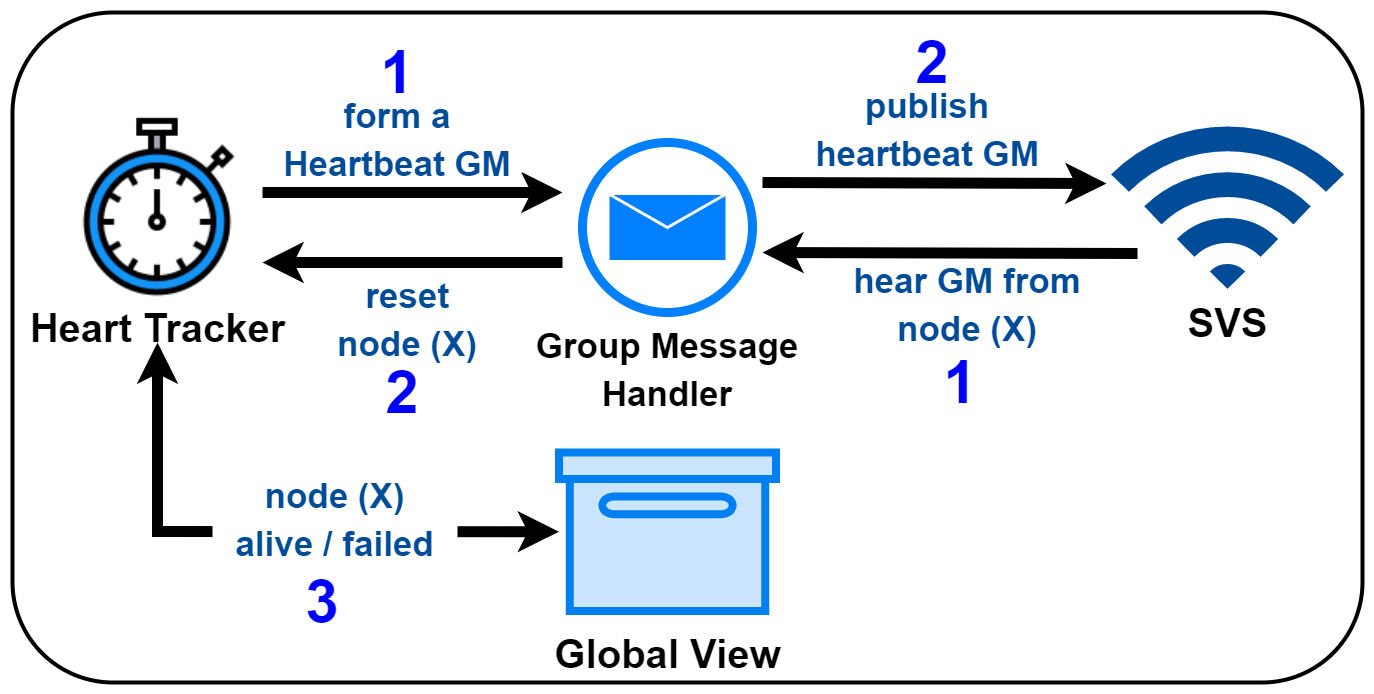 1
form a
Heartbeat GM
2
publish
heartbeat GM
Heart Tracker
reset
node (X)
2
Group Message
Handler
hear GM from
node (X)
1
SVS
node (X)
alive / failed
3
Global View